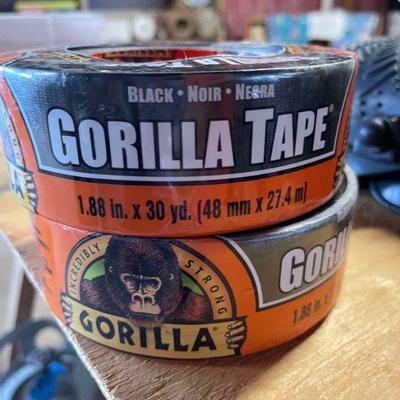 BLACK • NOIR • NEGRA
GORILLA TAPE®
1.88 in. x 30 yd. (48 mm x 27.4 m)
INCREDIBLY STRONG
GORILLA®
GORI
1.88 in. x